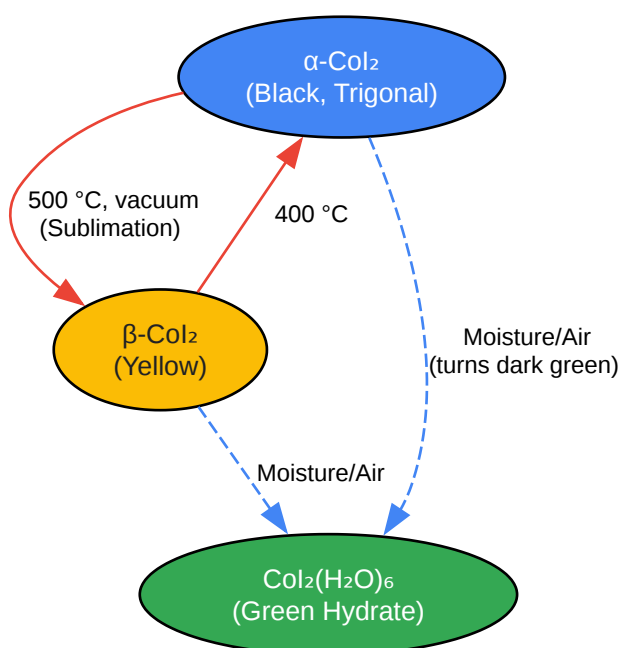 α-CoI₂
(Black, Trigonal)
500 °C, vacuum
(Sublimation)
400 °C
β-CoI₂
(Yellow)
Moisture/Air
(turns dark green)
Moisture/Air
CoI₂(H₂O)₆
(Green Hydrate)